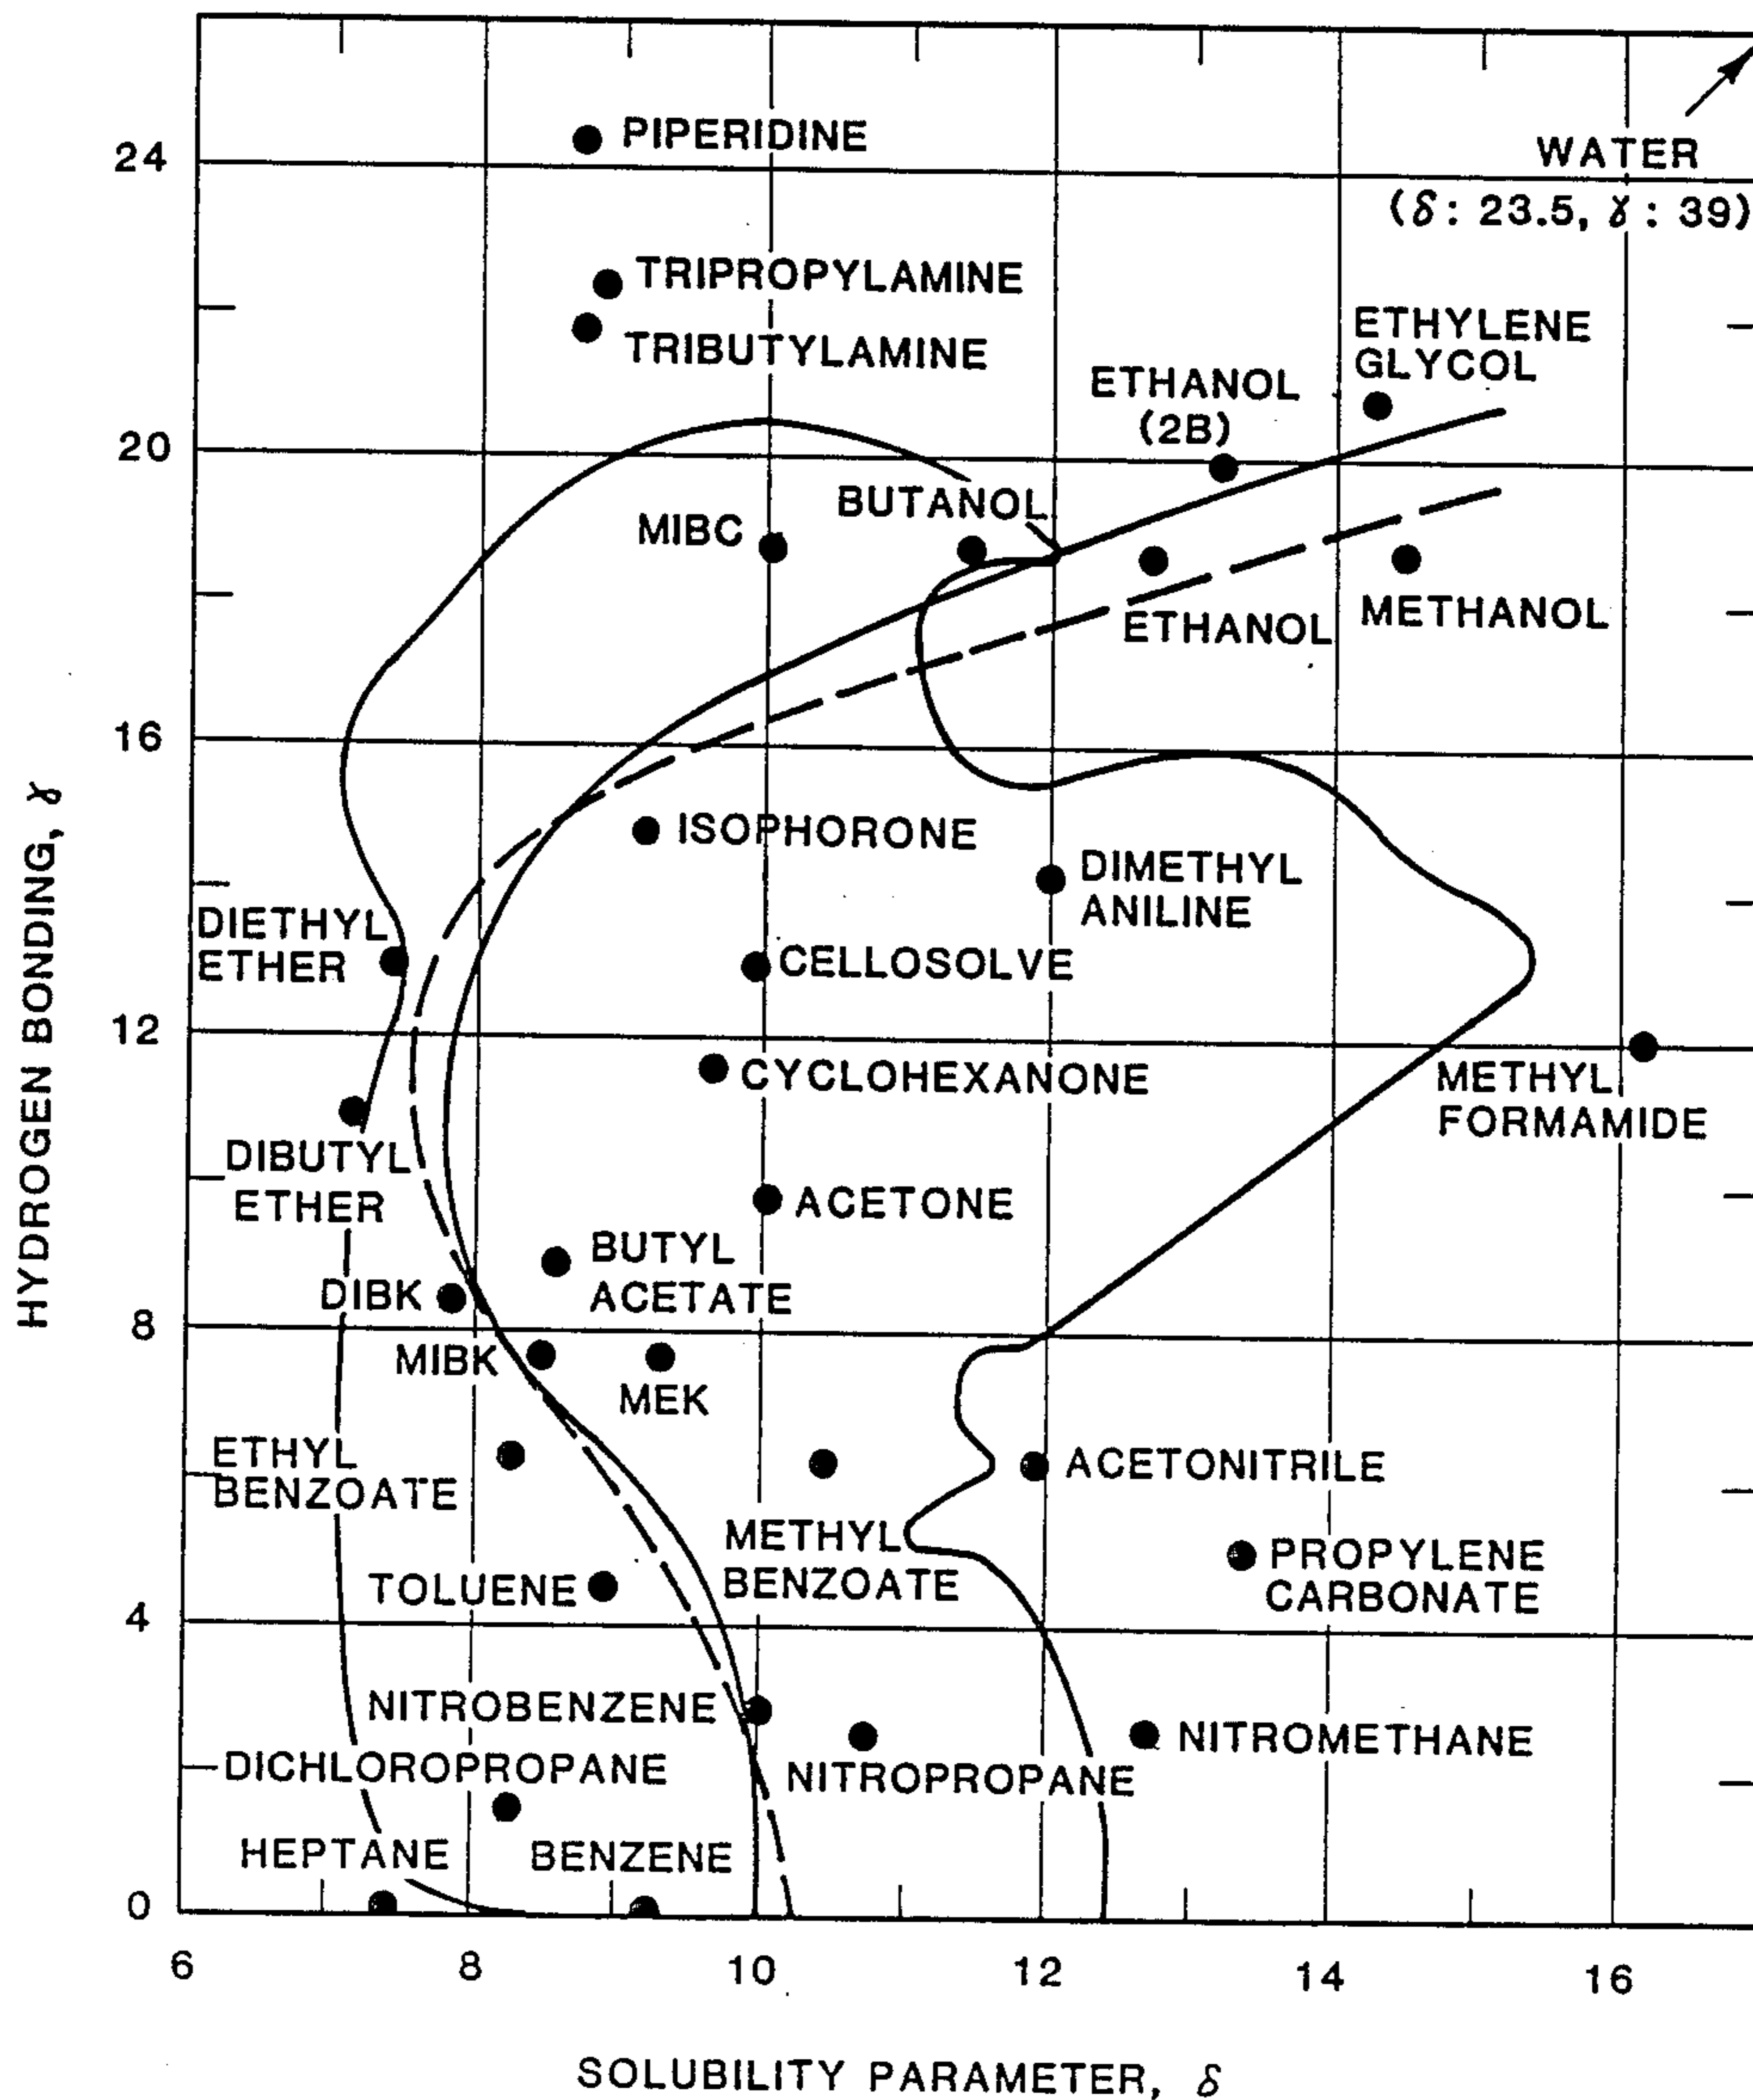 24
PIPERIDINE
WATER
(δ: 23.5, γ: 39)
TRIPROPYLAMINE
TRIBUTYLAMINE
ETHYLENE
GLYCOL
ETHANOL
(2B)
20
BUTANOL
MIBC
ETHANOL
METHANOL
16
ISOPHORONE
DIMETHYL
ANILINE
DIETHYL
ETHER
CELLOSOLVE
12
CYCLOHEXANONE
METHYL
FORMAMIDE
DIBUTYL
ETHER
ACETONE
BUTYL
ACETATE
DIBK
8
MIBK
MEK
ETHYL
BENZOATE
ACETONITRILE
METHYL
BENZOATE
PROPYLENE
CARBONATE
TOLUENE
4
NITROBENZENE
NITROMETHANE
DICHLOROPROPANE
NITROPROPANE
HEPTANE
BENZENE
0
6 8 10 12 14 16
SOLUBILITY PARAMETER, δ
HYDROGEN BONDING, γ